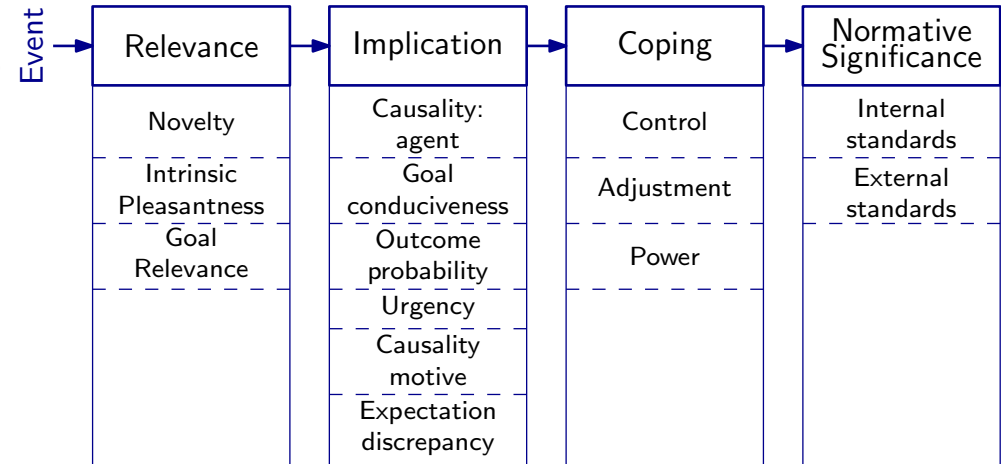 Event
Relevance
Novelty
Intrinsic
Pleasantness
Goal
Relevance
Implication
Causality:
agent
Goal
conduciveness
Outcome
probability
Urgency
Causality
motive
Expectation
discrepancy
Coping
Control
Adjustment
Power
Normative
Significance
Internal
standards
External
standards